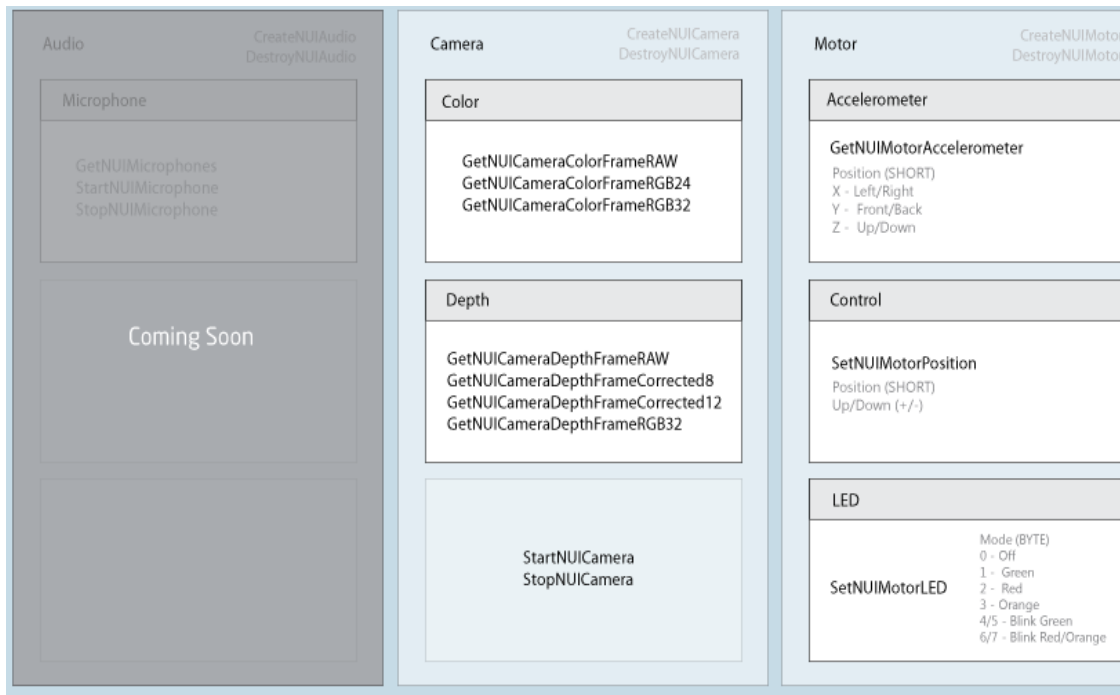 Audio
CreateNUIAudio
DestroyNUIAudio
Microphone
GetNUIMicrophones
StartNUIMicrophone
StopNUIMicrophone
Coming Soon
Camera
CreateNUICamera
DestroyNUICamera
Color
GetNUICameraColorFrameRAW
GetNUICameraColorFrameRGB24
GetNUICameraColorFrameRGB32
Depth
GetNUICameraDepthFrameRAW
GetNUICameraDepthFrameCorrected8
GetNUICameraDepthFrameCorrected12
GetNUICameraDepthFrameRGB32
StartNUICamera
StopNUICamera
Motor
CreateNUIMotor
DestroyNUIMotor
Accelerometer
GetNUIMotorAccelerometer
Position (SHORT)
X - Left/Right
Y - Front/Back
Z - Up/Down
Control
SetNUIMotorPosition
Position (SHORT)
Up/Down (+/-)
LED
SetNUIMotorLED
Mode (BYTE)
0 - Off
1 - Green
2 - Red
3 - Orange
4/5 - Blink Green
6/7 - Blink Red/Orange